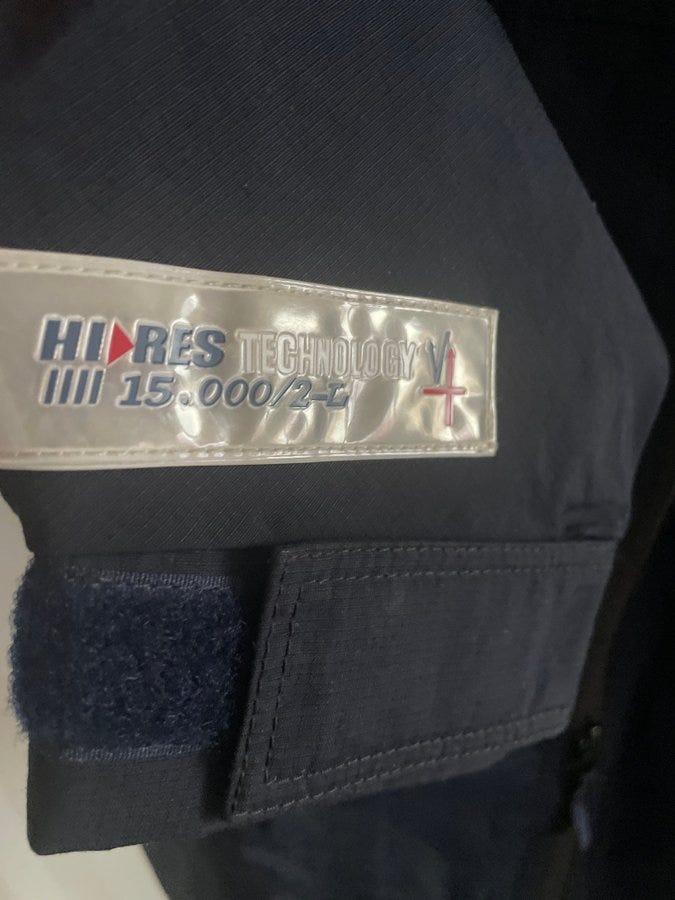 HI RES TECHNOLOGY V
15.000/2-L